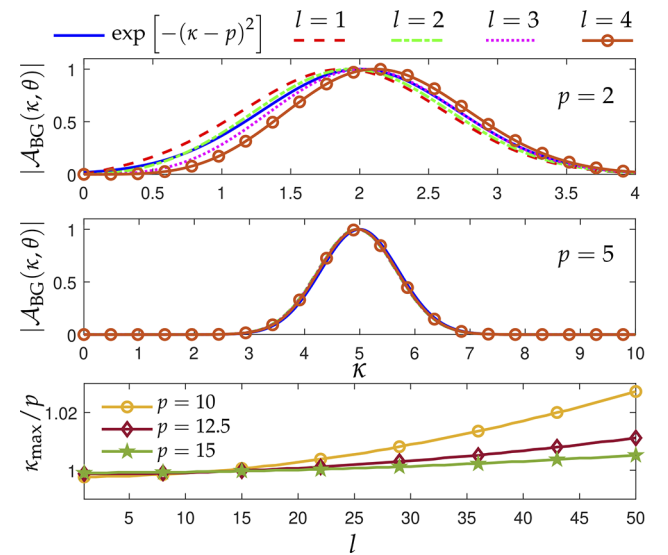 exp [−(κ − p)²] l = 1 l = 2 l = 3 l = 4
|𝒜_BG(κ, θ)|
1
0.5
0
p = 2
0 0.5 1 1.5 2 2.5 3 3.5 4
|𝒜_BG(κ, θ)|
1
0.5
0
p = 5
0 1 2 3 4 5 6 7 8 9 10
κ
κ_max/p
1.02
1
p = 10
p = 12.5
p = 15
5 10 15 20 25 30 35 40 45 50
l